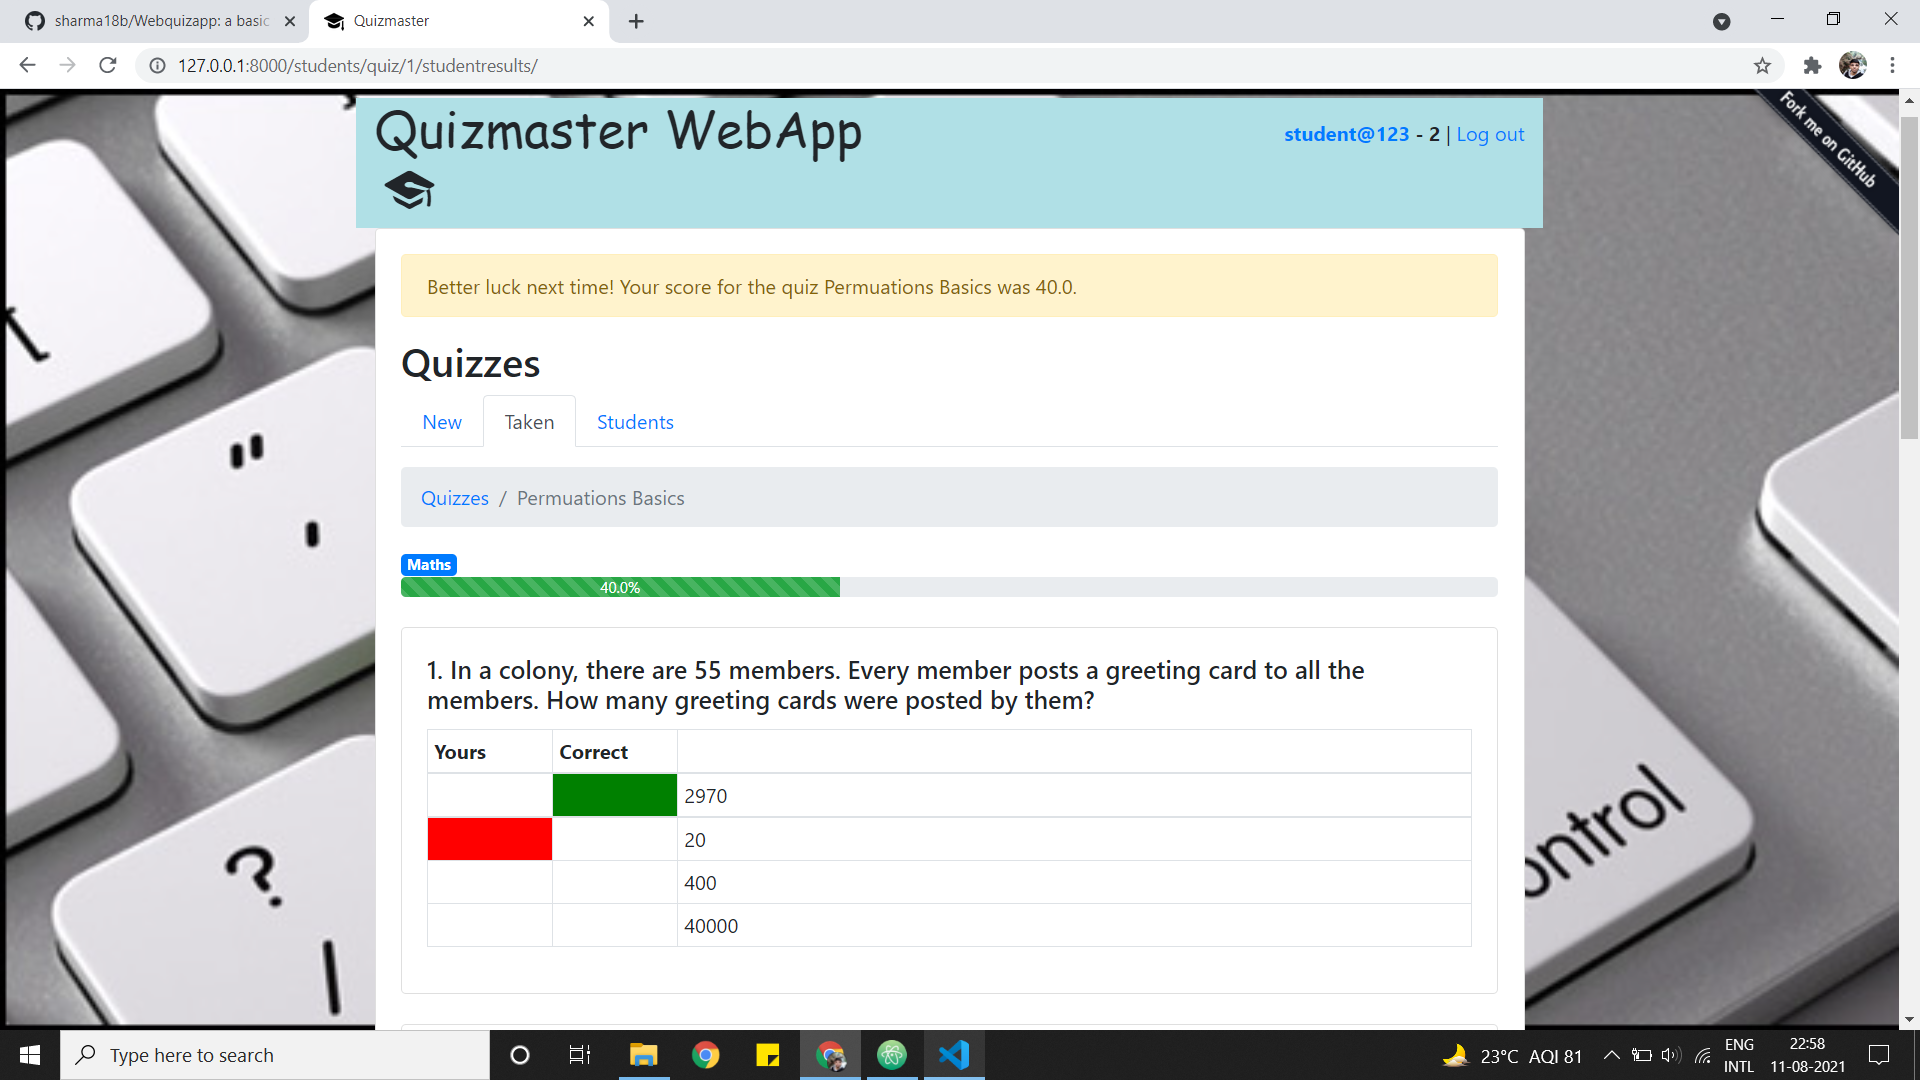 sharma18b/Webquizapp: a basic
Quizmaster
127.0.0.1:8000/students/quiz/1/studentresults/
Quizmaster WebApp
student@123 - 2 | Log out
Fork me on GitHub
Better luck next time! Your score for the quiz Permuations Basics was 40.0.
Quizzes
New
Taken
Students
Quizzes / Permuations Basics
Maths
40.0%
1. In a colony, there are 55 members. Every member posts a greeting card to all the
members. How many greeting cards were posted by them?
Yours Correct
2970
20
400
40000
[
"
'
?
/
ontrol
Type here to search
23°C AQI 81
ENG
INTL
22:58
11-08-2021